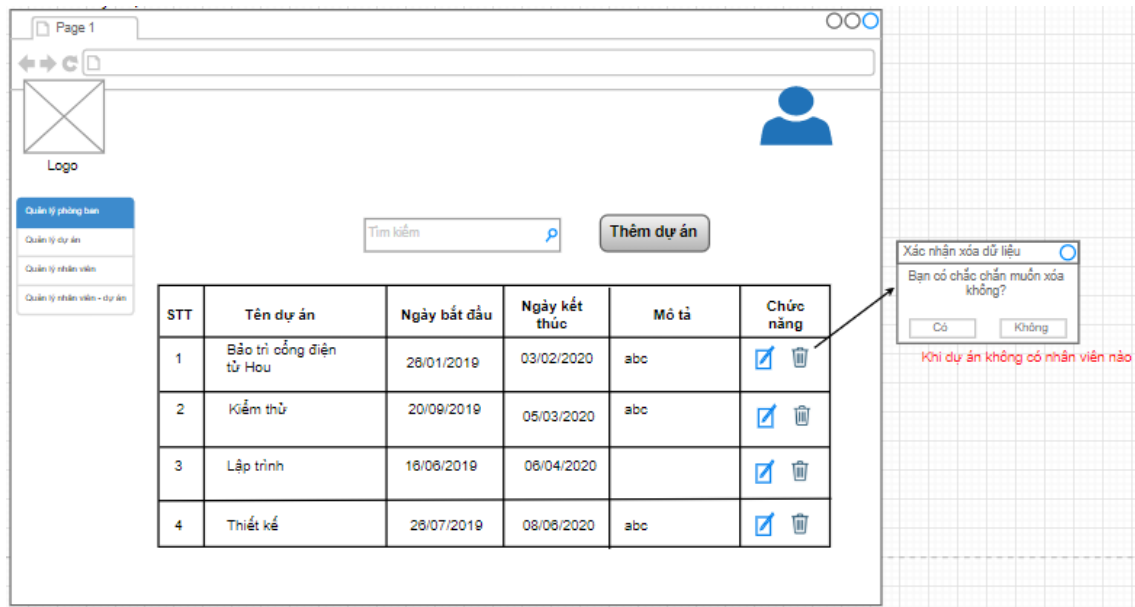 Page 1
Logo
Quản lý phòng ban
Quản lý dự án
Quản lý nhân viên
Quản lý nhân viên - dự án
Tìm kiếm
Thêm dự án
STT Tên dự án Ngày bắt đầu Ngày kết thúc Mô tả Chức năng
1 Bảo trì cổng điện từ Hou 26/01/2019 03/02/2020 abc
2 Kiểm thử 20/09/2019 05/03/2020 abc
3 Lập trình 16/06/2019 06/04/2020
4 Thiết kế 26/07/2019 08/06/2020 abc
Xác nhận xóa dữ liệu
Bạn có chắc chắn muốn xóa
không?
Có Không
Khi dự án không có nhân viên nào